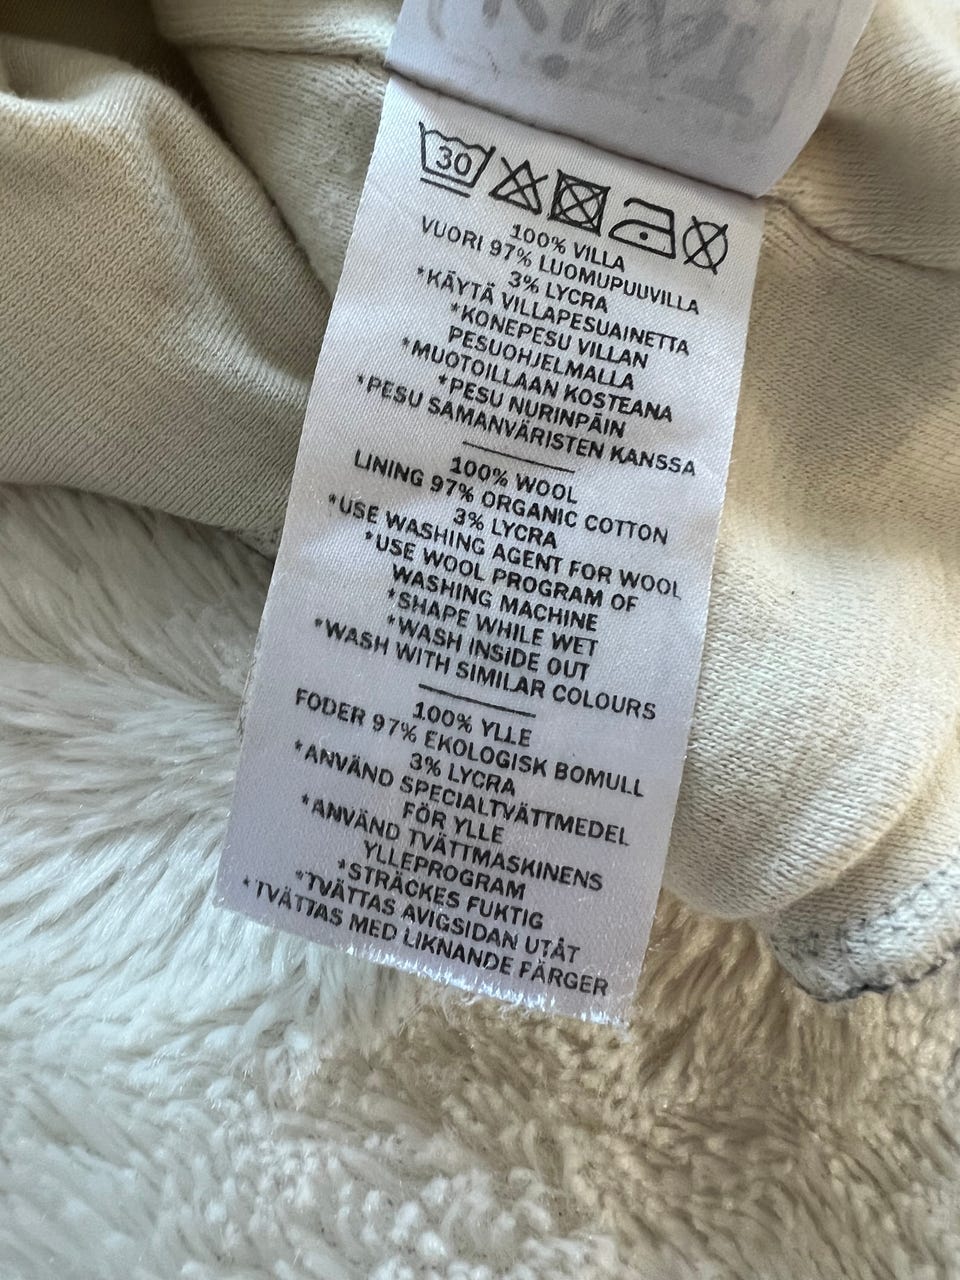 30
100% VILLA
VUORI 97% LUOMUPUUVILLA
3% LYCRA
*KÄYTÄ VILLAPESUAINETTA
*KONEPESU VILLAN
PESUOHJELMALLA
*MUOTOILLAAN KOSTEANA
*PESU NURINPÄIN
*PESU SAMANVÄRISTEN KANSSA
100% WOOL
LINING 97% ORGANIC COTTON
3% LYCRA
*USE WASHING AGENT FOR WOOL
*USE WOOL PROGRAM OF
WASHING MACHINE
*SHAPE WHILE WET
*WASH INSIDE OUT
*WASH WITH SIMILAR COLOURS
100% YLLE
FODER 97% EKOLOGISK BOMULL
3% LYCRA
*ANVÄND SPECIALTVÄTTMEDEL
FÖR YLLE
*ANVÄND TVÄTTMASKINENS
YLLEPROGRAM
*STRÄCKES FUKTIG
*TVÄTTAS AVIGSIDAN UTÅT
*TVÄTTAS MED LIKNANDE FÄRGER